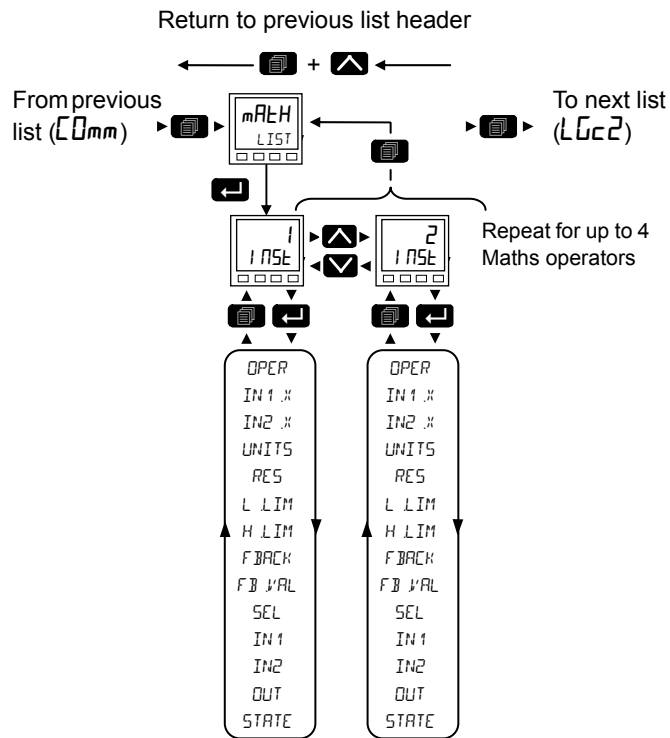 Return to previous list header
+
From previous
list (COmm)
mAtH
LIST
To next list
(LGc2)
1
INSt
2
INSt
Repeat for up to 4
Maths operators
OPER
IN1.X
IN2.X
UNITS
RES
L.LIM
H.LIM
F.BACK
FB.VAL
SEL
IN1
IN2
OUT
STATE
OPER
IN1.X
IN2.X
UNITS
RES
L.LIM
H.LIM
F.BACK
FB.VAL
SEL
IN1
IN2
OUT
STATE